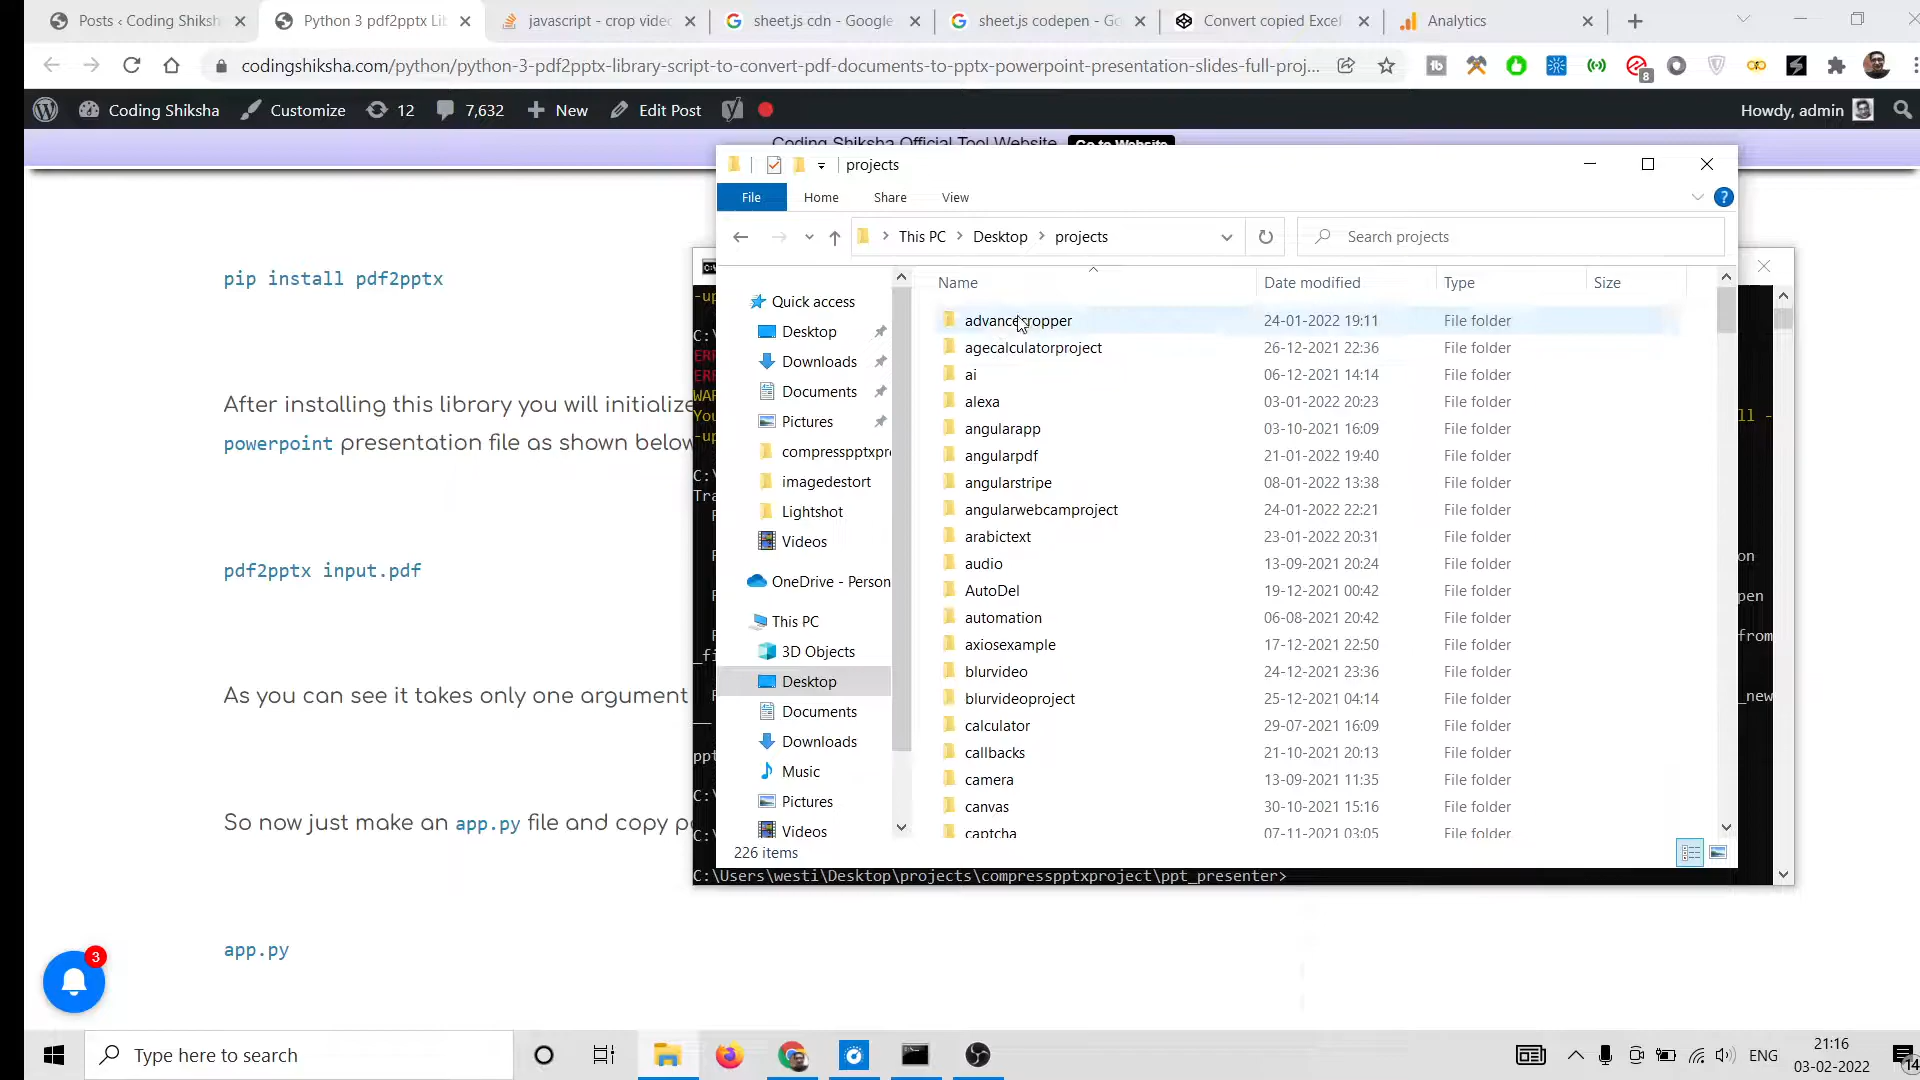 Posts ‹ Coding Shiksh
Python 3 pdf2pptx Li
javascript - crop vide
sheet.js cdn - Google
sheet.js codepen - Go
Convert copied Exce
Analytics
codingshiksha.com/python/python-3-pdf2pptx-library-script-to-convert-pdf-documents-to-pptx-powerpoint-presentation-slides-full-proj...
8
Coding Shiksha
Customize
12
7,632
New
Edit Post
Howdy, admin
Coding Shiksha Official Tool Website
Go to Website
projects
File
Home
Share
View
This PC
Desktop
projects
Search projects
Name
Date modified
Type
Size
Quick access
Desktop
Downloads
Documents
Pictures
compresspptxpr
imagedestort
Lightshot
Videos
OneDrive - Person
This PC
3D Objects
Desktop
Documents
Downloads
Music
Pictures
Videos
advancecropper 24-01-2022 19:11 File folder
agecalculatorproject 26-12-2021 22:36 File folder
ai 06-12-2021 14:14 File folder
alexa 03-01-2022 20:23 File folder
angularapp 03-10-2021 16:09 File folder
angularpdf 21-01-2022 19:40 File folder
angularstripe 08-01-2022 13:38 File folder
angularwebcamproject 24-01-2022 22:21 File folder
arabictext 23-01-2022 20:31 File folder
audio 13-09-2021 20:24 File folder
AutoDel 19-12-2021 00:42 File folder
automation 06-08-2021 20:42 File folder
axiosexample 17-12-2021 22:50 File folder
blurvideo 24-12-2021 23:36 File folder
blurvideoproject 25-12-2021 04:14 File folder
calculator 29-07-2021 16:09 File folder
callbacks 21-10-2021 20:13 File folder
camera 13-09-2021 11:35 File folder
canvas 30-10-2021 15:16 File folder
captcha 07-11-2021 03:05 File folder
226 items
pip install pdf2pptx
After installing this library you will initialize
powerpoint presentation file as shown below
pdf2pptx input.pdf
As you can see it takes only one argument
So now just make an app.py file and copy p
app.py
C:\Users\westi\Desktop\projects\compresspptxproject\ppt_presenter>
3
Type here to search
ENG
21:16
03-02-2022
14